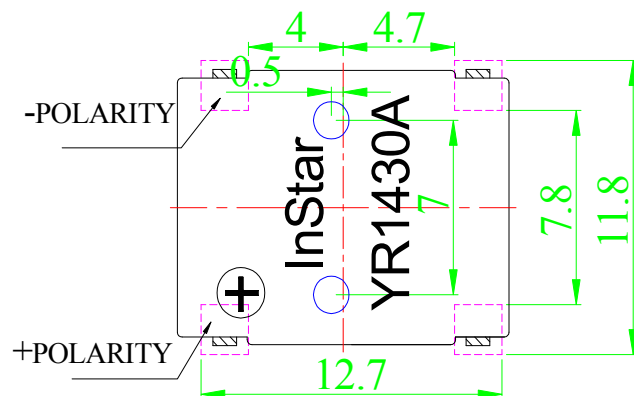 4
4.7
0.5
-POLARITY
InStar
YR1430A
7
7.8
11.8
+
+POLARITY
12.7